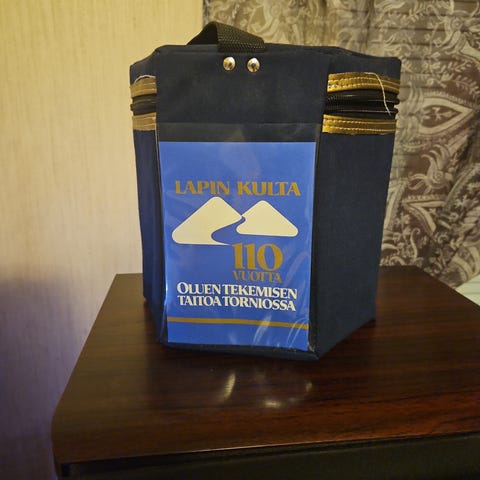 LAPIN KULTA
110
VUOTTA
OLUEN TEKEMISEN
TAITOA TORNIOSSA